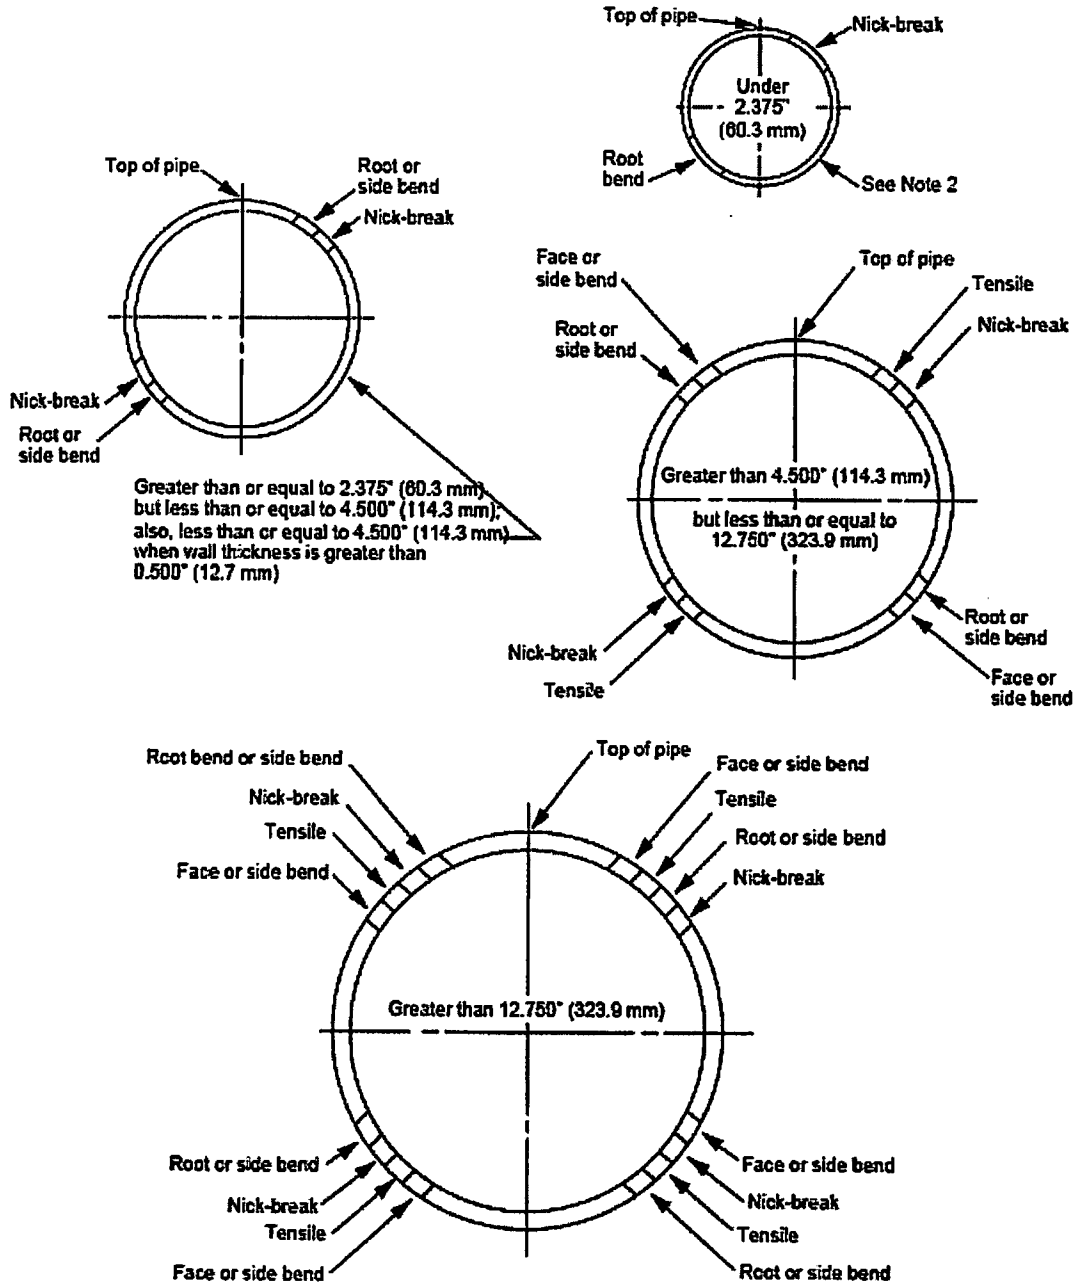 Top of pipe
Nick-break
Under
2.375"
(60.3 mm)
Root
bend
See Note 2
Top of pipe
Root or
side bend
Nick-break
Nick-break
Root or
side bend
Greater than or equal to 2.375" (60.3 mm)
but less than or equal to 4.500" (114.3 mm);
also, less than or equal to 4.500" (114.3 mm)
when wall thickness is greater than
0.500" (12.7 mm)
Face or
side bend
Top of pipe
Tensile
Root or
side bend
Nick-break
Greater than 4.500" (114.3 mm)
but less than or equal to
12.750" (323.9 mm)
Nick-break
Tensile
Root or
side bend
Face or
side bend
Root bend or side bend
Top of pipe
Face or side bend
Nick-break
Tensile
Tensile
Root or side bend
Face or side bend
Nick-break
Greater than 12.750" (323.9 mm)
Root or side bend
Face or side bend
Nick-break
Nick-break
Tensile
Tensile
Face or side bend
Root or side bend